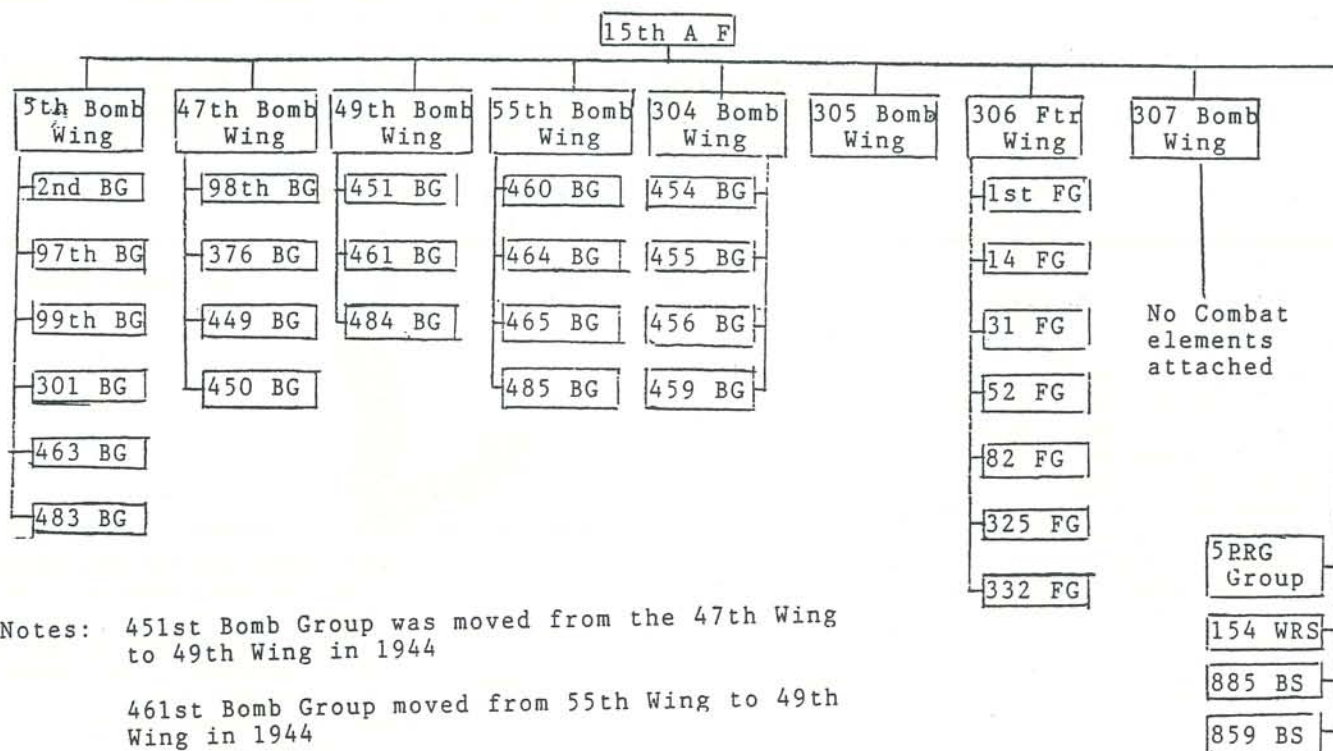 15th A F
5th Bomb
Wing
2nd BG
97th BG
99th BG
301 BG
463 BG
483 BG
47th Bomb
Wing
98th BG
376 BG
449 BG
450 BG
49th Bomb
Wing
451 BG
461 BG
484 BG
55th Bomb
Wing
460 BG
464 BG
465 BG
485 BG
304 Bomb
Wing
454 BG
455 BG
456 BG
459 BG
305 Bomb
Wing
306 Ftr
Wing
1st FG
14 FG
31 FG
52 FG
82 FG
325 FG
332 FG
307 Bomb
Wing
No Combat
elements
attached
5PRG
Group
154 WRS
885 BS
859 BS
Notes: 451st Bomb Group was moved from the 47th Wing
to 49th Wing in 1944
461st Bomb Group moved from 55th Wing to 49th
Wing in 1944